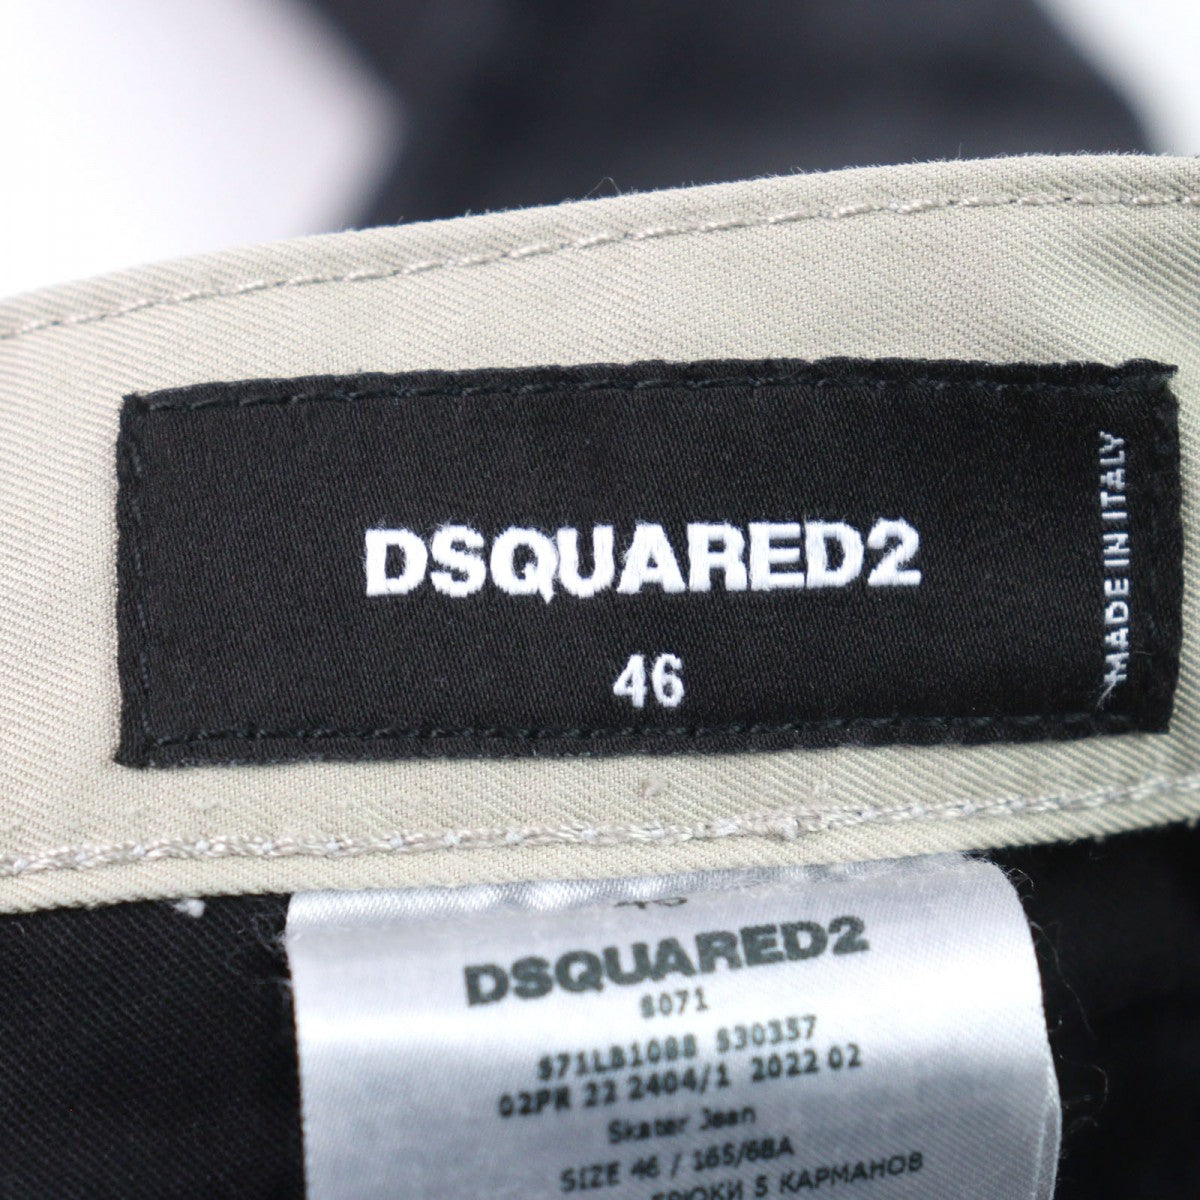 DSQUARED2
46
MADE IN ITALY
DSQUARED2
S071
S71LB1088 S30357
02PR 22 2404/1 2022 02
Skater Jean
SIZE 46 / 165/68A
БРЮКИ 5 КАРМАНОВ